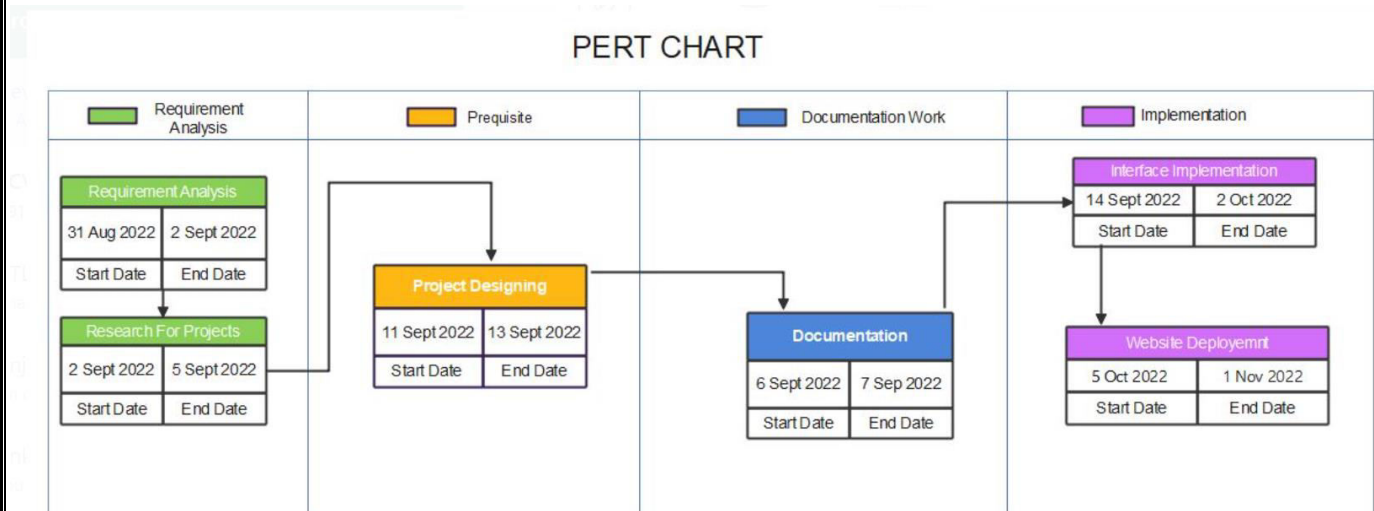 PERT CHART
Requirement
Analysis
Prequisite
Documentation Work
Implementation
Requirement Analysis
31 Aug 2022 2 Sept 2022
Start Date End Date
Research For Projects
2 Sept 2022 5 Sept 2022
Start Date End Date
Project Designing
11 Sept 2022 13 Sept 2022
Start Date End Date
Documentation
6 Sept 2022 7 Sep 2022
Start Date End Date
Interface Implementation
14 Sept 2022 2 Oct 2022
Start Date End Date
Website Deployemnt
5 Oct 2022 1 Nov 2022
Start Date End Date